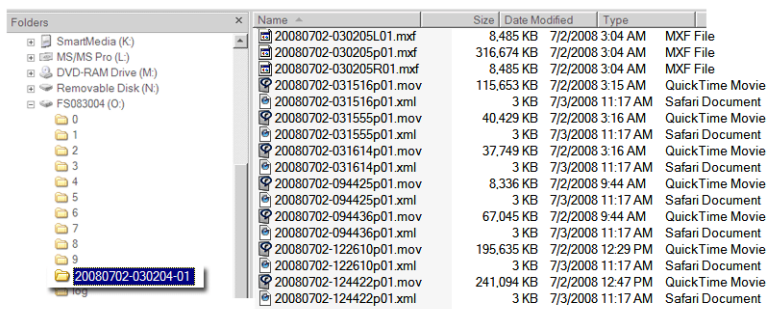 Folders ×
SmartMedia (K:)
MS/MS Pro (L:)
DVD-RAM Drive (M:)
Removable Disk (N:)
FS083004 (O:)
0
1
2
3
4
5
6
7
8
9
20080702-030204-01
log
Name Size Date Modified Type
20080702-030205L01.mxf 8,485 KB 7/2/2008 3:04 AM MXF File
20080702-030205p01.mxf 316,674 KB 7/2/2008 3:04 AM MXF File
20080702-030205R01.mxf 8,485 KB 7/2/2008 3:04 AM MXF File
20080702-031516p01.mov 115,653 KB 7/2/2008 3:15 AM QuickTime Movie
20080702-031516p01.xml 3 KB 7/3/2008 11:17 AM Safari Document
20080702-031555p01.mov 40,429 KB 7/2/2008 3:16 AM QuickTime Movie
20080702-031555p01.xml 3 KB 7/3/2008 11:17 AM Safari Document
20080702-031614p01.mov 37,749 KB 7/2/2008 3:16 AM QuickTime Movie
20080702-031614p01.xml 3 KB 7/3/2008 11:17 AM Safari Document
20080702-094425p01.mov 8,336 KB 7/2/2008 9:44 AM QuickTime Movie
20080702-094425p01.xml 3 KB 7/3/2008 11:17 AM Safari Document
20080702-094436p01.mov 67,045 KB 7/2/2008 9:44 AM QuickTime Movie
20080702-094436p01.xml 3 KB 7/3/2008 11:17 AM Safari Document
20080702-122610p01.mov 195,635 KB 7/2/2008 12:29 PM QuickTime Movie
20080702-122610p01.xml 3 KB 7/3/2008 11:17 AM Safari Document
20080702-124422p01.mov 241,094 KB 7/2/2008 12:47 PM QuickTime Movie
20080702-124422p01.xml 3 KB 7/3/2008 11:17 AM Safari Document